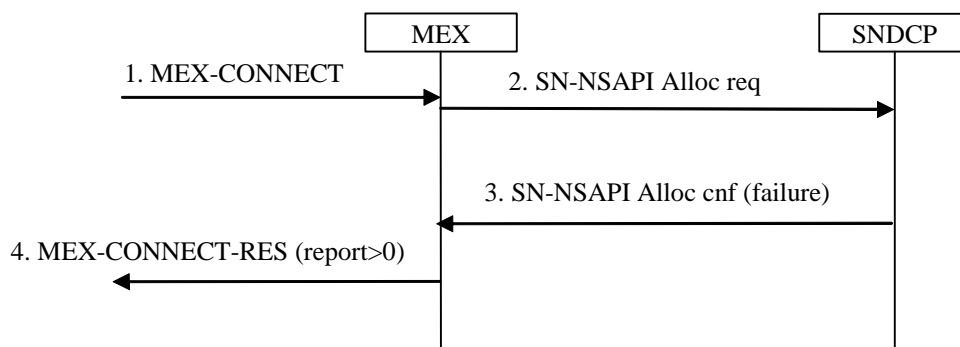 MEX
SNDCP
1. MEX-CONNECT
2. SN-NSAPI Alloc req
3. SN-NSAPI Alloc cnf (failure)
4. MEX-CONNECT-RES (report>0)